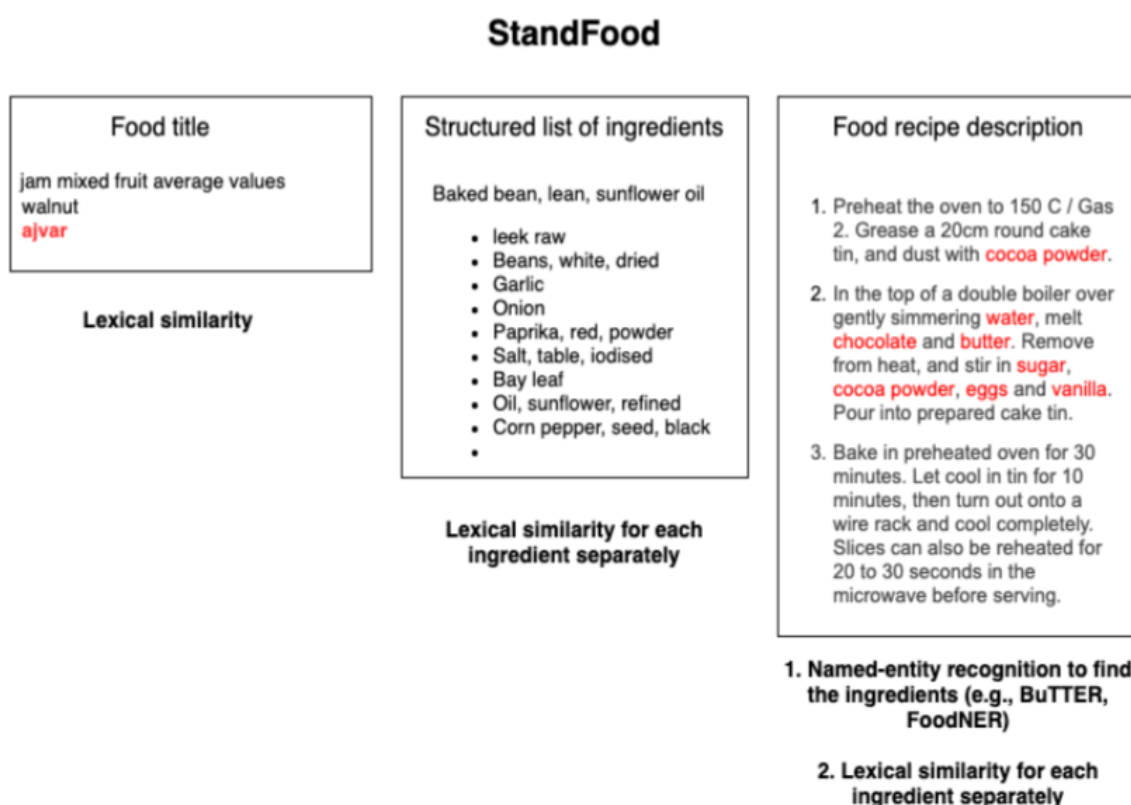 StandFood
Food title
jam mixed fruit average values
walnut
ajvar
Lexical similarity
Structured list of ingredients
Baked bean, lean, sunflower oil
• leek raw
• Beans, white, dried
• Garlic
• Onion
• Paprika, red, powder
• Salt, table, iodised
• Bay leaf
• Oil, sunflower, refined
• Corn pepper, seed, black
•
Lexical similarity for each
ingredient separately
Food recipe description
1. Preheat the oven to 150 C / Gas
2. Grease a 20cm round cake
tin, and dust with cocoa powder.
2. In the top of a double boiler over
gently simmering water, melt
chocolate and butter. Remove
from heat, and stir in sugar,
cocoa powder, eggs and vanilla.
Pour into prepared cake tin.
3. Bake in preheated oven for 30
minutes. Let cool in tin for 10
minutes, then turn out onto a
wire rack and cool completely.
Slices can also be reheated for
20 to 30 seconds in the
microwave before serving.
1. Named-entity recognition to find
the ingredients (e.g., BuTTER,
FoodNER)
2. Lexical similarity for each
ingredient separately